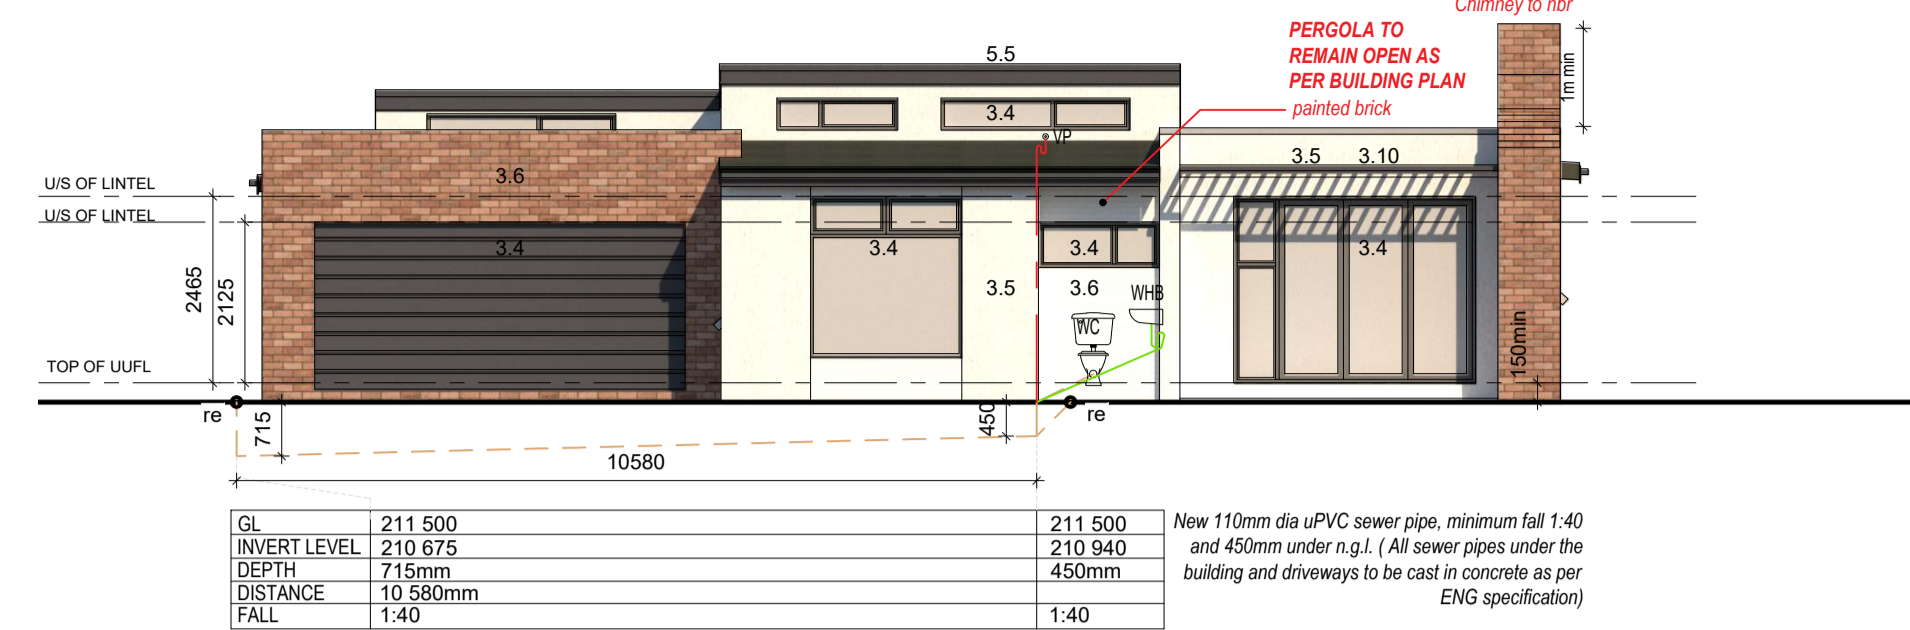 Chimney to nbr
PERGOLA TO
REMAIN OPEN AS
PER BUILDING PLAN
painted brick
1m min
5.5
3.4
VP
3.5 3.10
3.6
U/S OF LINTEL
U/S OF LINTEL
3.4
3.4
3.4
3.4
2465
2125
3.5
3.6
WHB
WC
150min
TOP OF UUFL
re
715
450
re
10580
GL 211 500 211 500
INVERT LEVEL 210 675 210 940
DEPTH 715mm 450mm
DISTANCE 10 580mm
FALL 1:40 1:40
New 110mm dia uPVC sewer pipe, minimum fall 1:40
and 450mm under n.g.l. ( All sewer pipes under the
building and driveways to be cast in concrete as per
ENG specification)